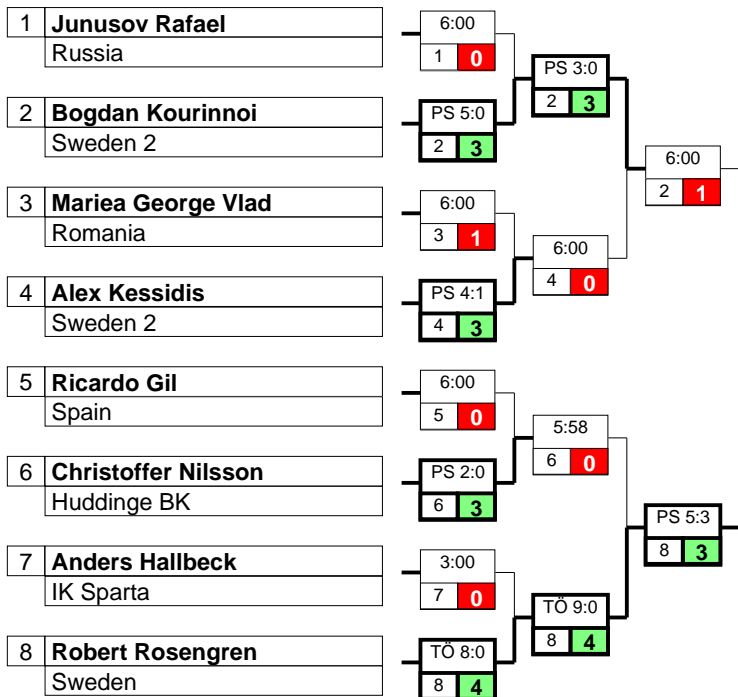 1 Junusov Rafael
Russia
6:00
1 0
PS 3:0
2 3
2 Bogdan Kourinnoi
Sweden 2
PS 5:0
2 3
6:00
2 1
3 Mariea George Vlad
Romania
6:00
3 1
6:00
4 0
4 Alex Kessidis
Sweden 2
PS 4:1
4 3
5 Ricardo Gil
Spain
6:00
5 0
5:58
6 0
6 Christoffer Nilsson
Huddinge BK
PS 2:0
6 3
PS 5:3
8 3
7 Anders Hallbeck
IK Sparta
3:00
7 0
TÖ 9:0
8 4
8 Robert Rosengren
Sweden
TÖ 8:0
8 4